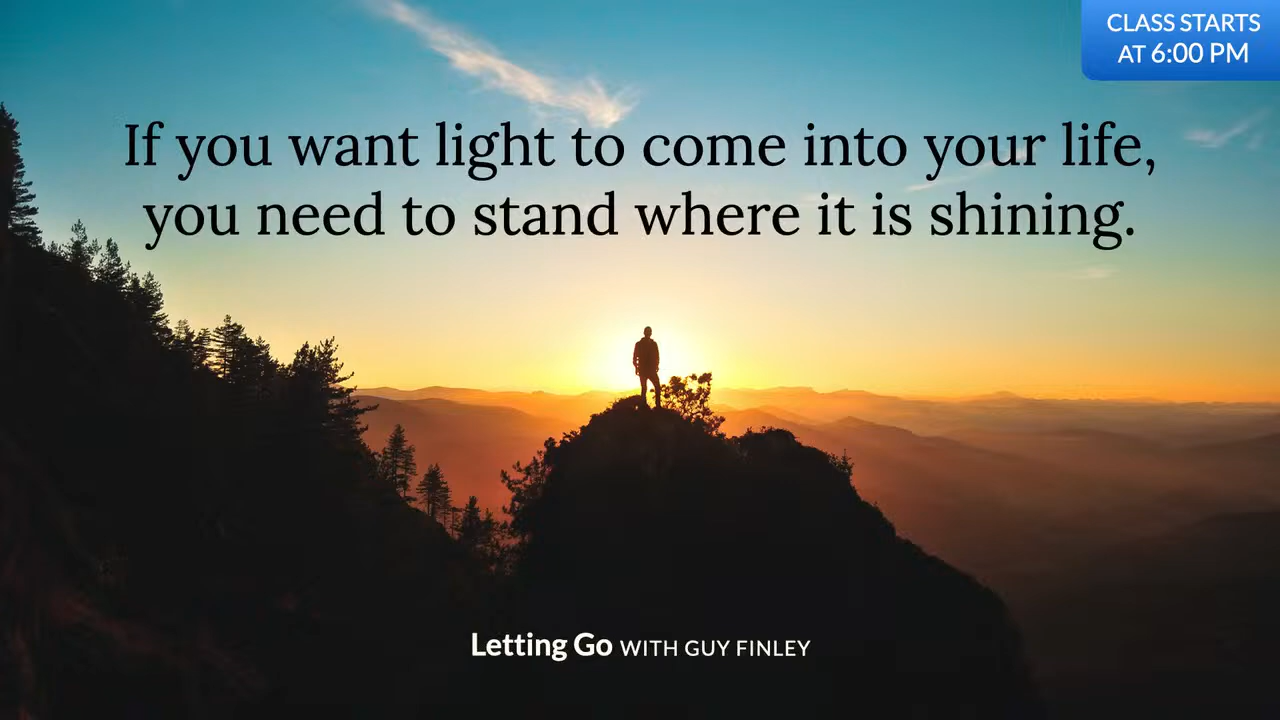 CLASS STARTS
AT 6:00 PM
If you want light to come into your life,
you need to stand where it is shining.
Letting Go WITH GUY FINLEY